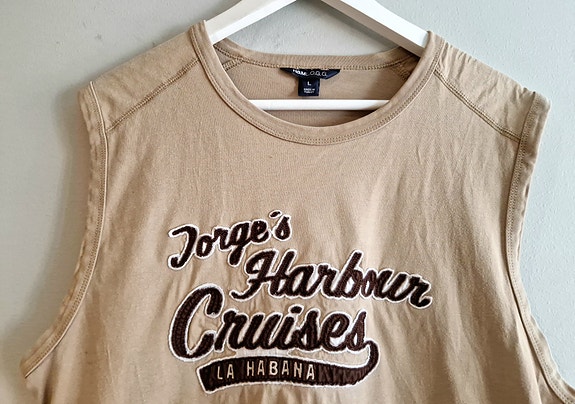 L
Jorge's
Harbour
Cruises
LA HABANA